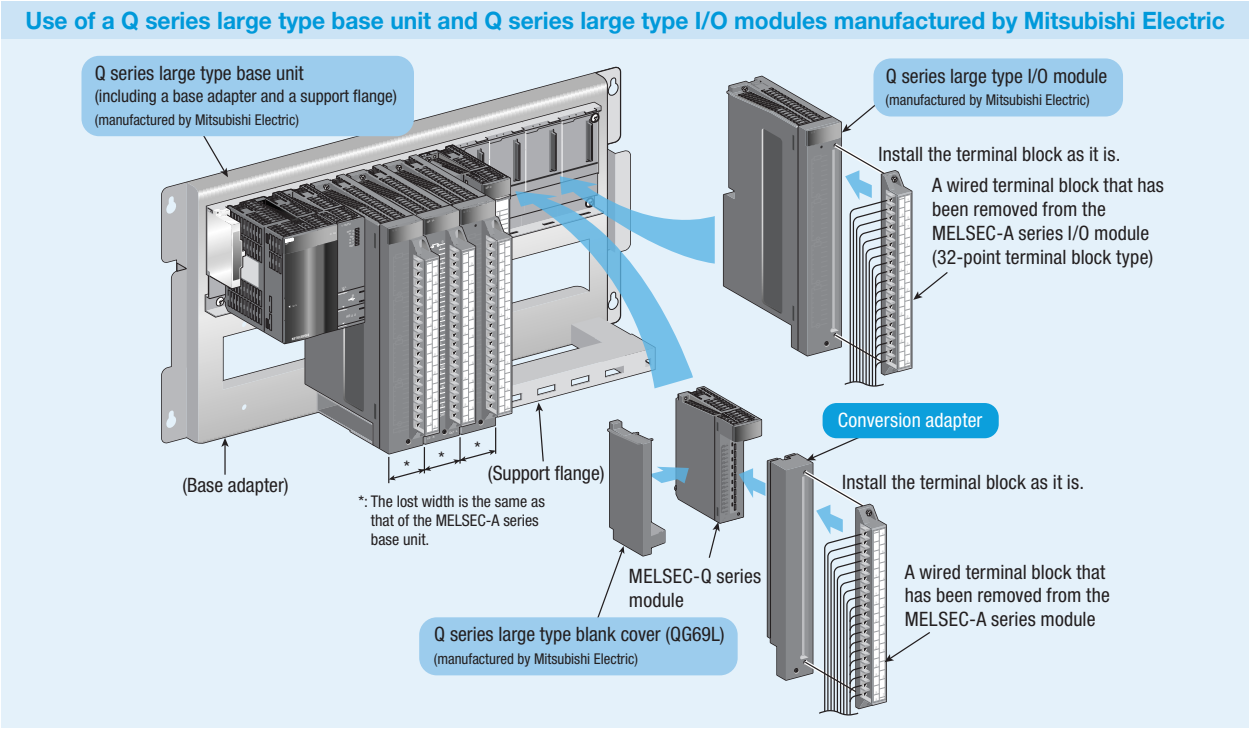 Use of a Q series large type base unit and Q series large type I/O modules manufactured by Mitsubishi Electric
Q series large type base unit
(including a base adapter and a support flange)
(manufactured by Mitsubishi Electric)
Q series large type I/O module
(manufactured by Mitsubishi Electric)
Install the terminal block as it is.
A wired terminal block that has
been removed from the
MELSEC-A series I/O module
(32-point terminal block type)
Conversion adapter
(Base adapter)
* * *
(Support flange)
*: The lost width is the same as
that of the MELSEC-A series
base unit.
Install the terminal block as it is.
MELSEC-Q series
module
A wired terminal block that
has been removed from the
MELSEC-A series module
Q series large type blank cover (QG69L)
(manufactured by Mitsubishi Electric)